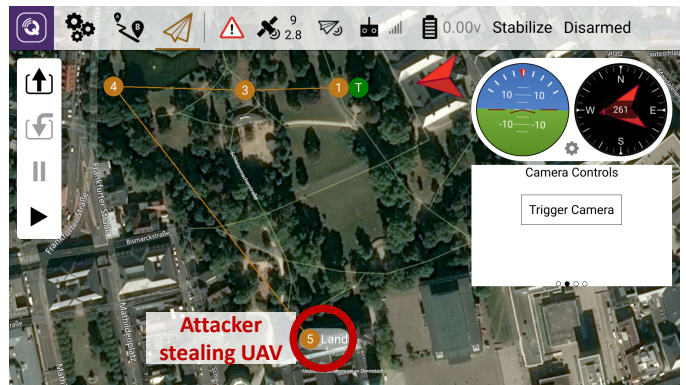 9
2.8
0.00v Stabilize Disarmed
4
3
1 T
10 10
-10 -10
N
W 261 E
S
Camera Controls
Trigger Camera
Frankfurter Straße
Bismarckstraße
Mathildenplatz
Attacker
stealing UAV
5 Land